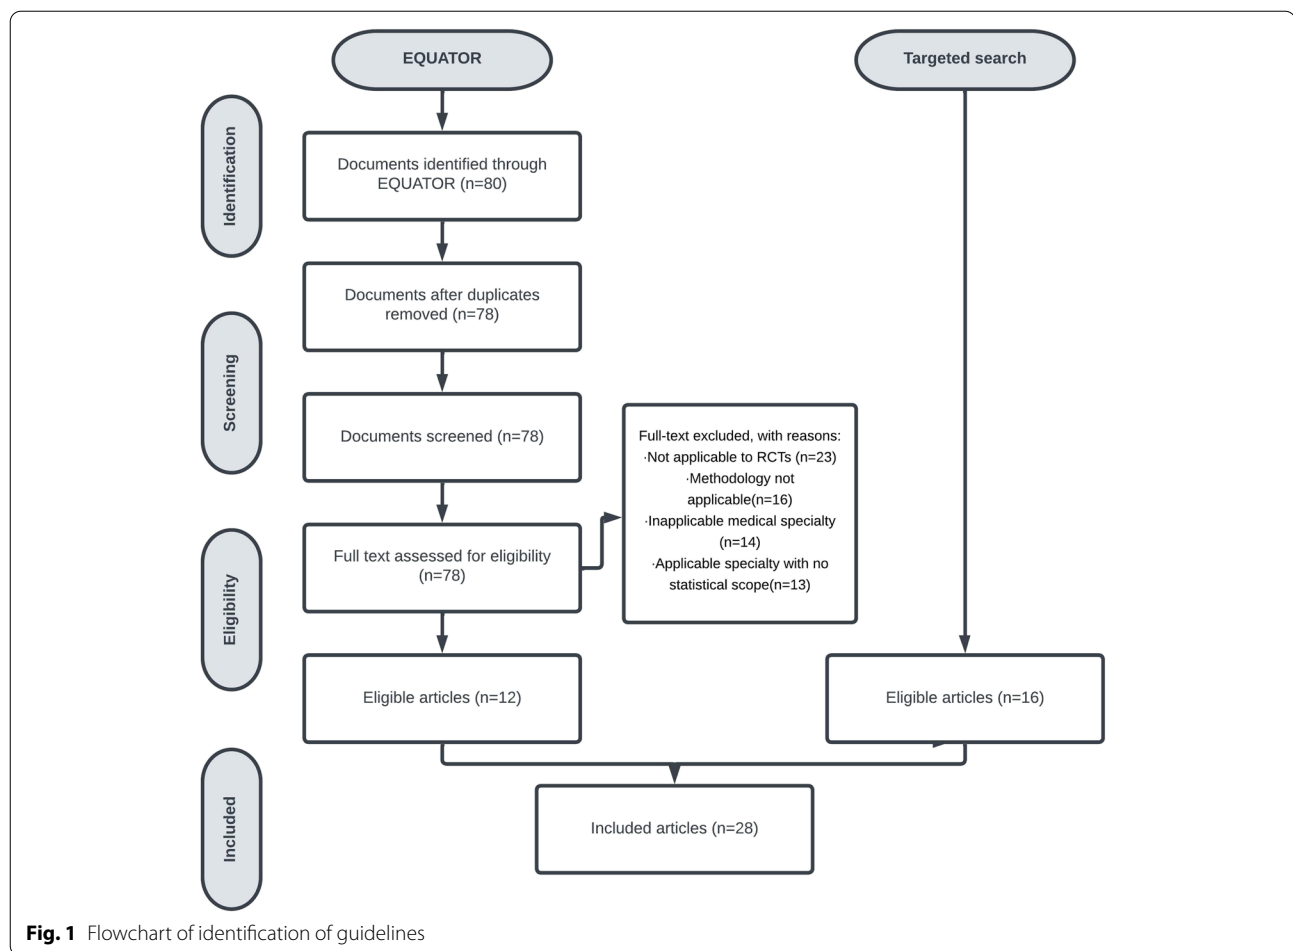 EQUATOR
Targeted search
Identification
Documents identified through
EQUATOR (n=80)
Documents after duplicates
removed (n=78)
Screening
Documents screened (n=78)
Full-text excluded, with reasons:
·Not applicable to RCTs (n=23)
·Methodology not
applicable(n=16)
·Inapplicable medical specialty
(n=14)
·Applicable specialty with no
statistical scope(n=13)
Eligibility
Full text assessed for eligibility
(n=78)
Eligible articles (n=12)
Eligible articles (n=16)
Included
Included articles (n=28)
Fig. 1 Flowchart of identification of guidelines